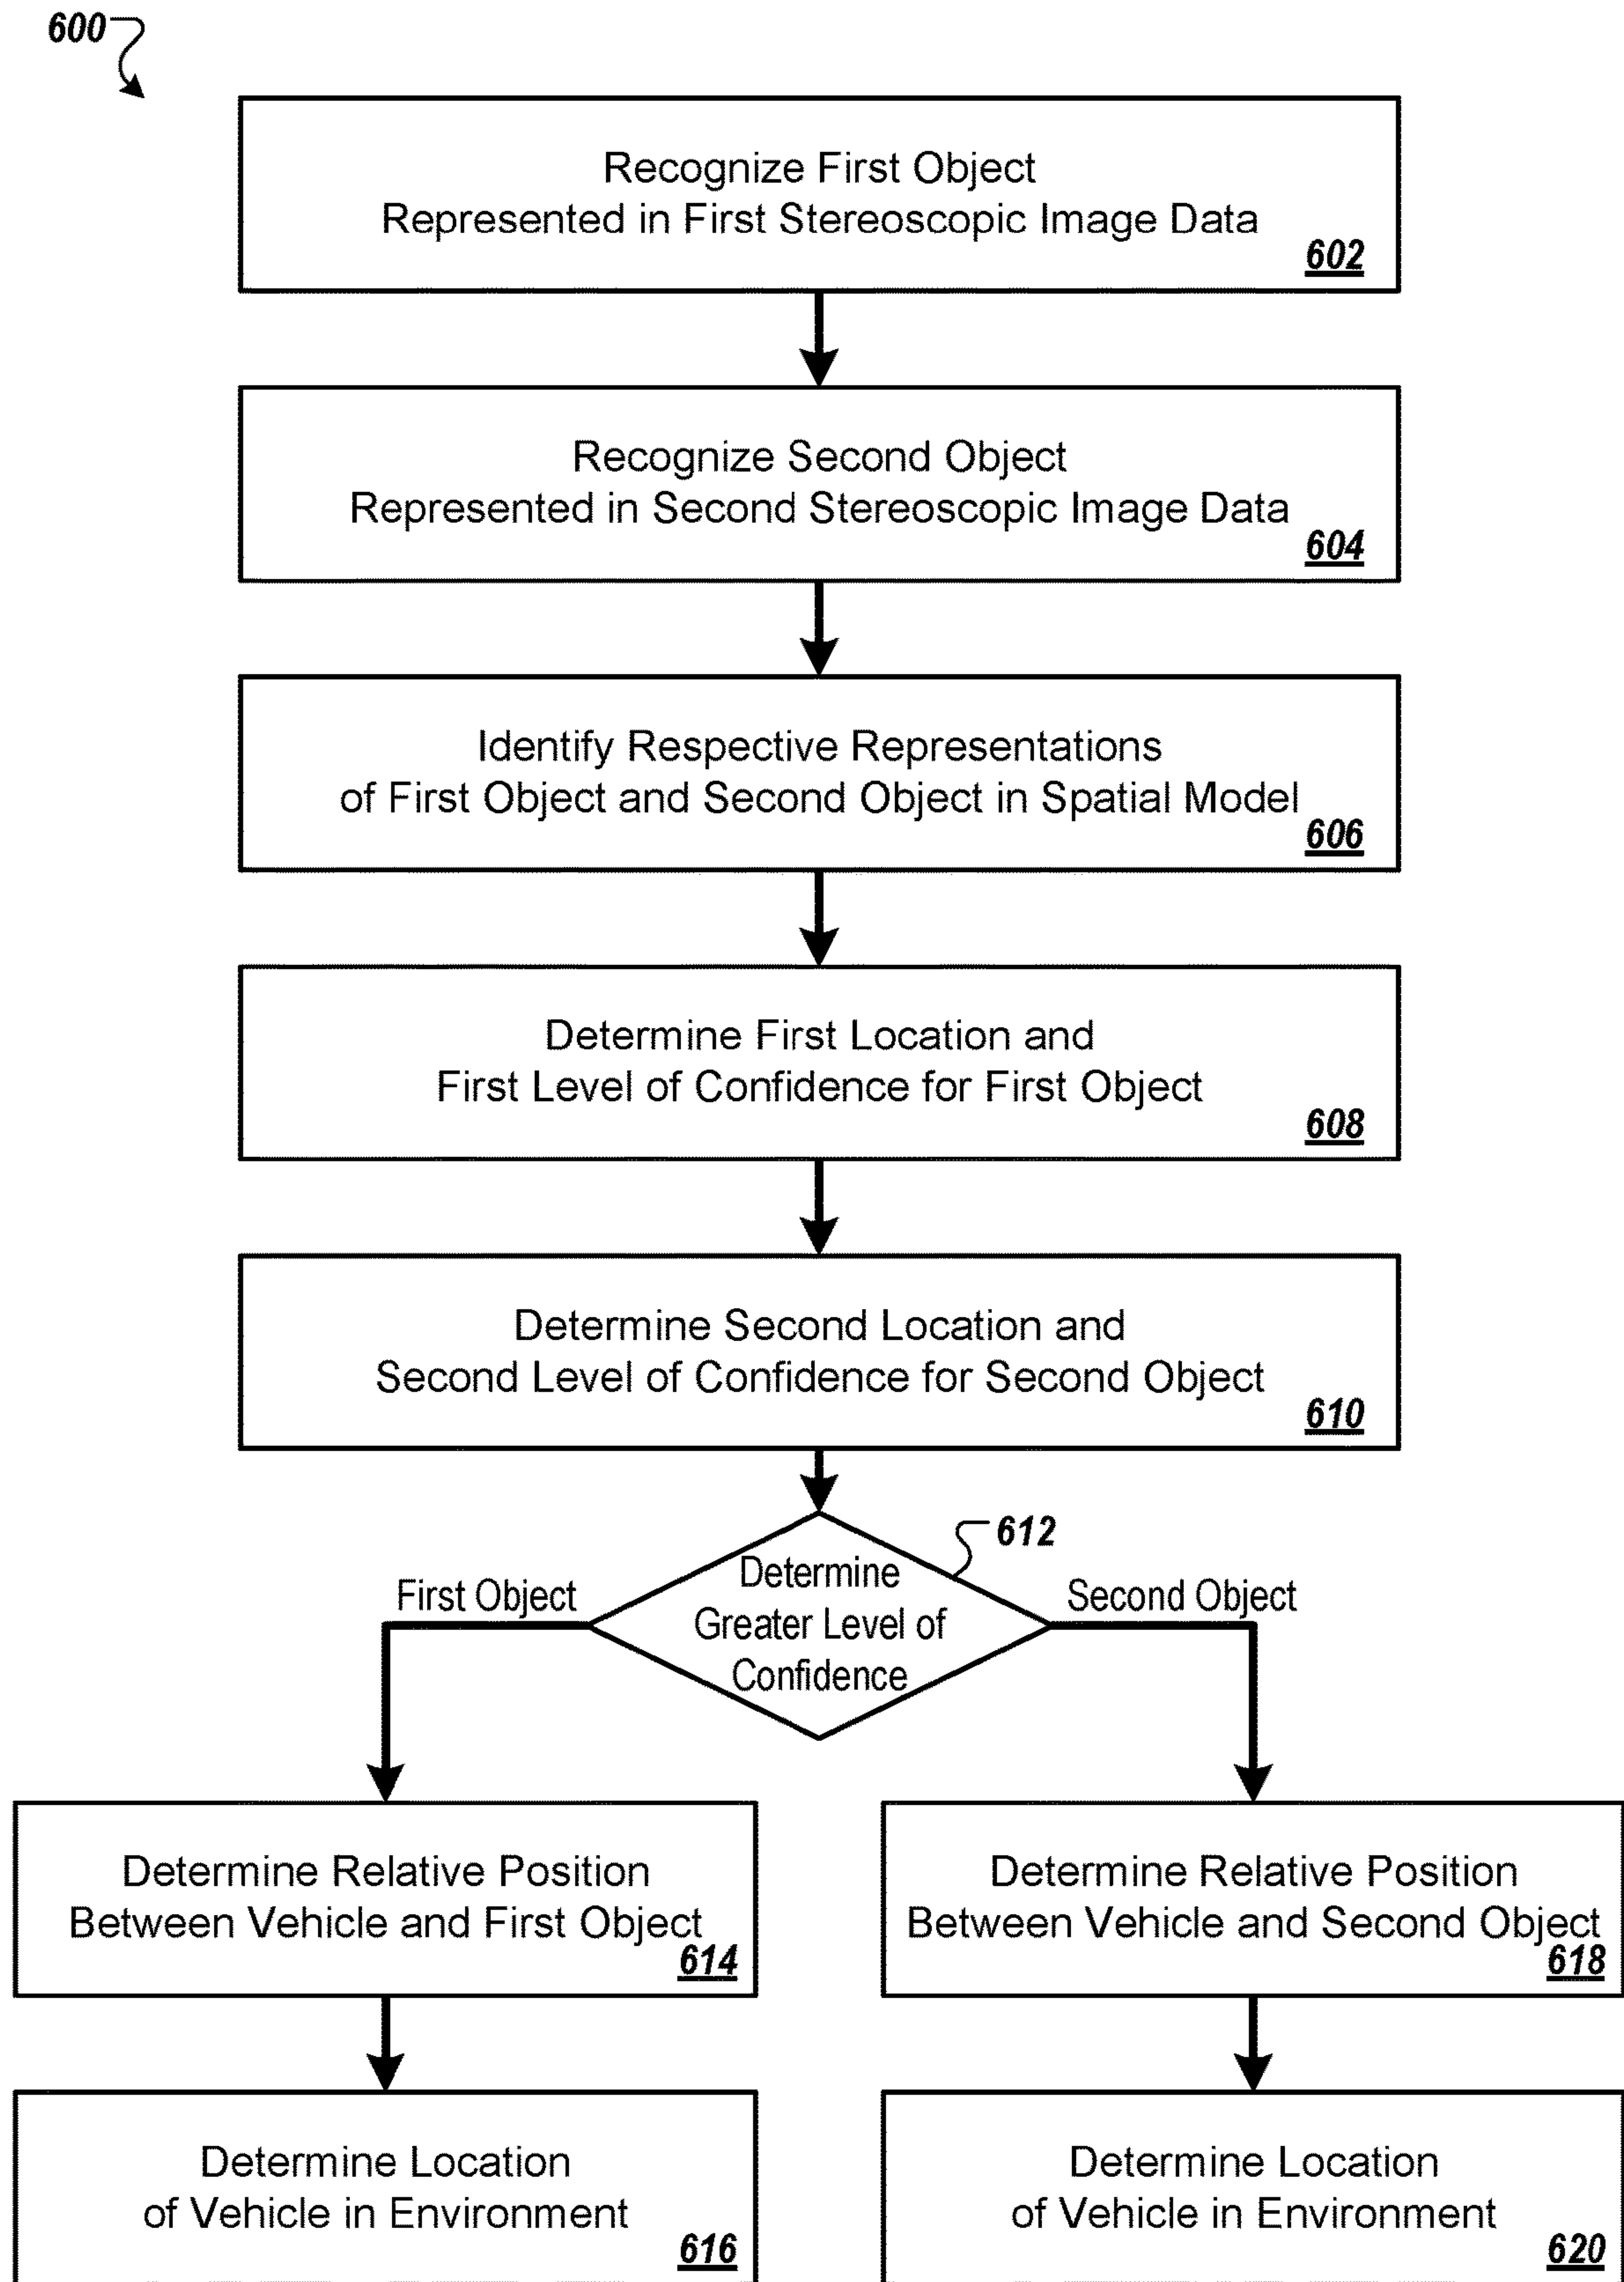 600
Recognize First Object
Represented in First Stereoscopic Image Data
602
Recognize Second Object
Represented in Second Stereoscopic Image Data
604
Identify Respective Representations
of First Object and Second Object in Spatial Model
606
Determine First Location and
First Level of Confidence for First Object
608
Determine Second Location and
Second Level of Confidence for Second Object
610
612
Determine
Greater Level of
Confidence
First Object
Second Object
Determine Relative Position
Between Vehicle and First Object
614
Determine Relative Position
Between Vehicle and Second Object
618
Determine Location
of Vehicle in Environment
616
Determine Location
of Vehicle in Environment
620